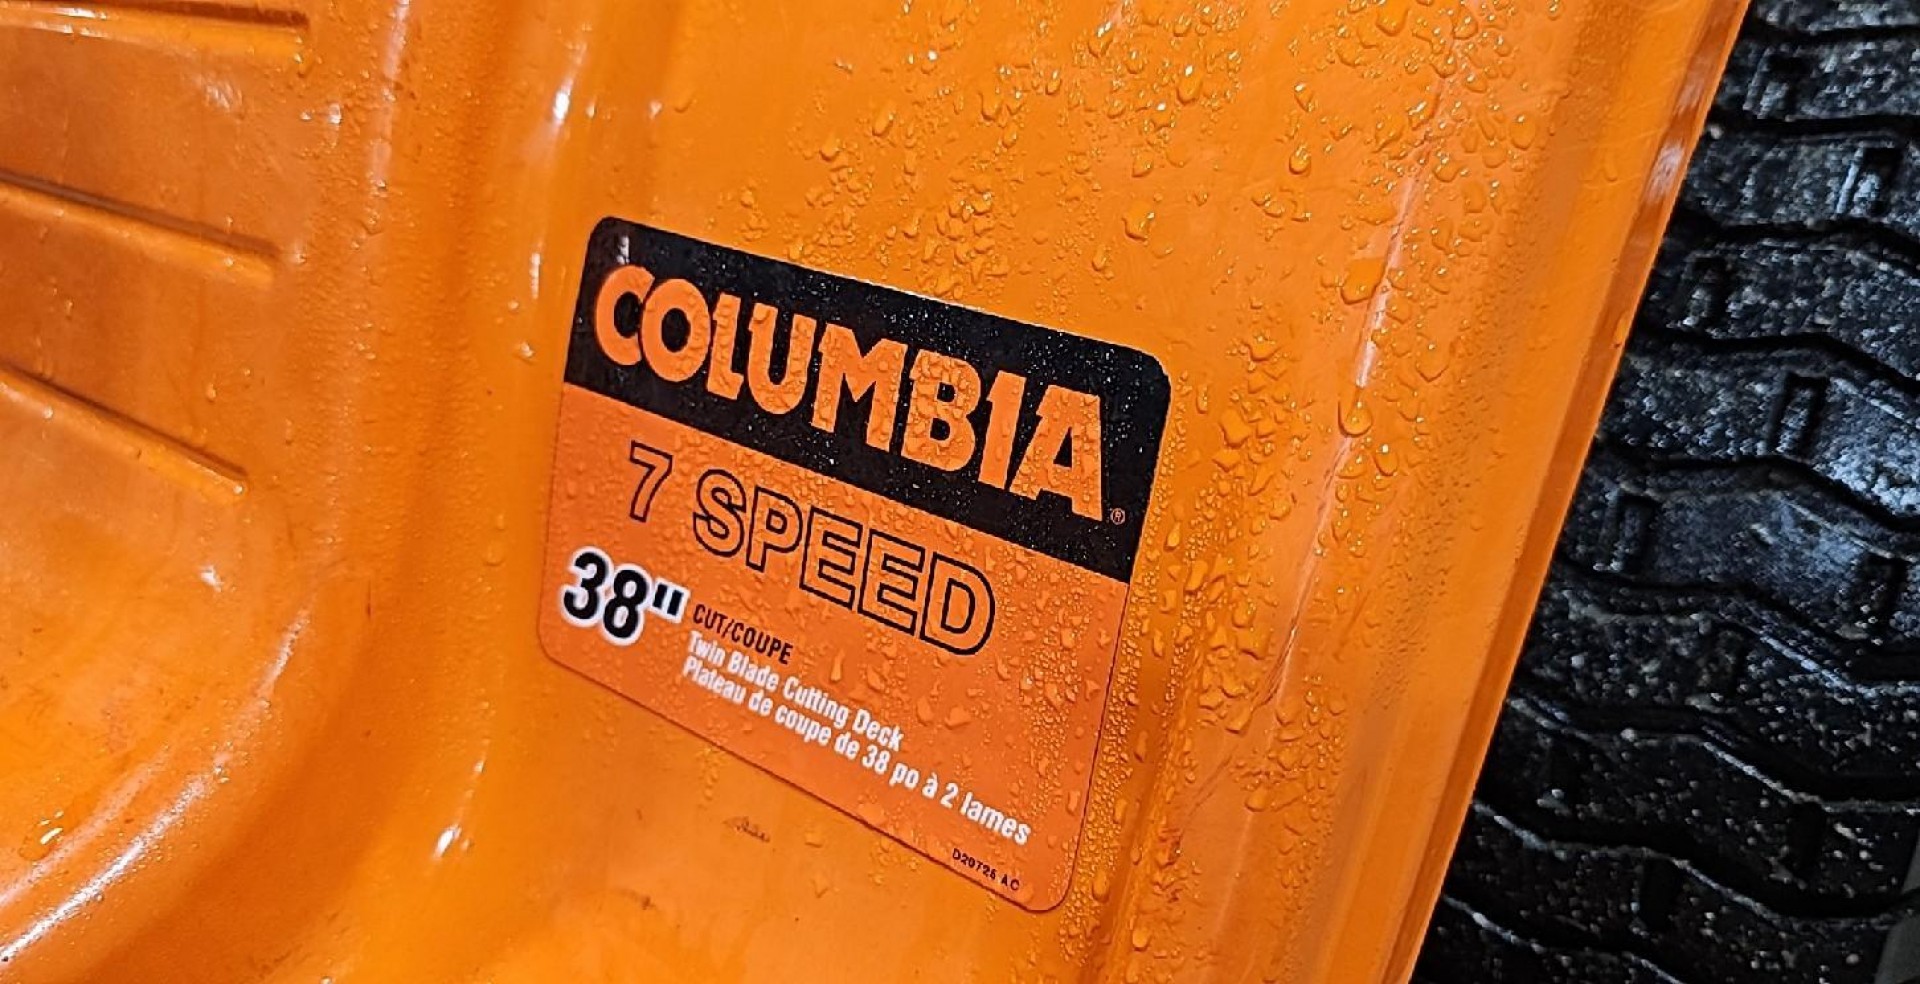 COLUMBIA®
7 SPEED
38" CUT/COUPE
Twin Blade Cutting Deck
Plateau de coupe de 38 po à 2 lames
D20725 AC